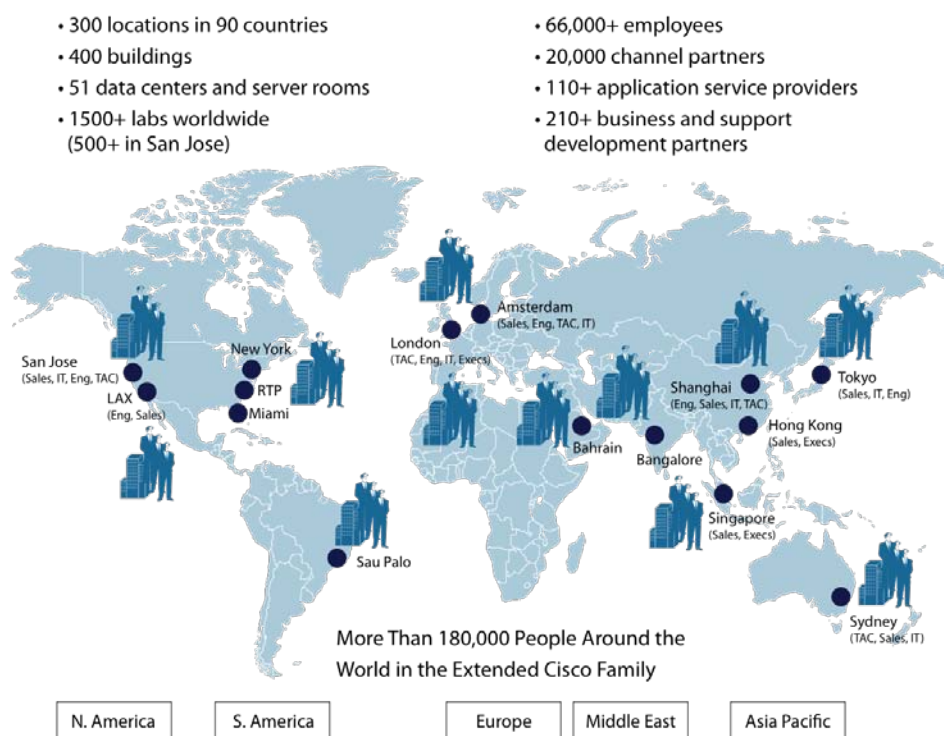 • 300 locations in 90 countries
• 400 buildings
• 51 data centers and server rooms
• 1500+ labs worldwide
(500+ in San Jose)
• 66,000+ employees
• 20,000 channel partners
• 110+ application service providers
• 210+ business and support
development partners
San Jose
(Sales, IT, Eng, TAC)
LAX
(Eng, Sales)
New York
RTP
Miami
Sau Palo
Amsterdam
(Sales, Eng, TAC, IT)
London
(TAC, Eng, IT, Execs)
Bahrain
Bangalore
Shanghai
(Eng, Sales, IT, TAC)
Tokyo
(Sales, IT, Eng)
Hong Kong
(Sales, Execs)
Singapore
(Sales, Execs)
Sydney
(TAC, Sales, IT)
More Than 180,000 People Around the
World in the Extended Cisco Family
N. America
S. America
Europe
Middle East
Asia Pacific